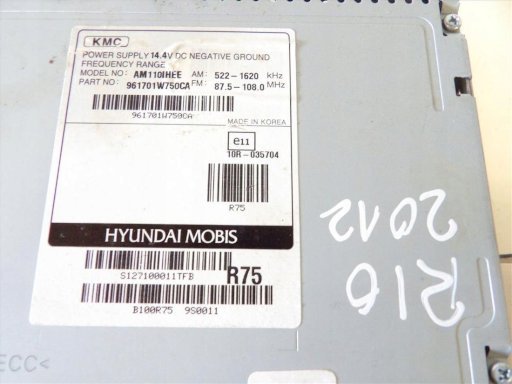 KMC
POWER SUPPLY 14.4V DC NEGATIVE GROUND
FREQUENCY RANGE
MODEL NO: AM110IHEE AM: 522-1620 kHz
PART NO: 961701W750CA FM: 87.5-108.0 MHz
961701W750CA
MADE IN KOREA
e11
10R-035704
R75
HYUNDAI MOBIS
S127100011TFB R75
B100R75 9S0011
RIO
2012
ECC<